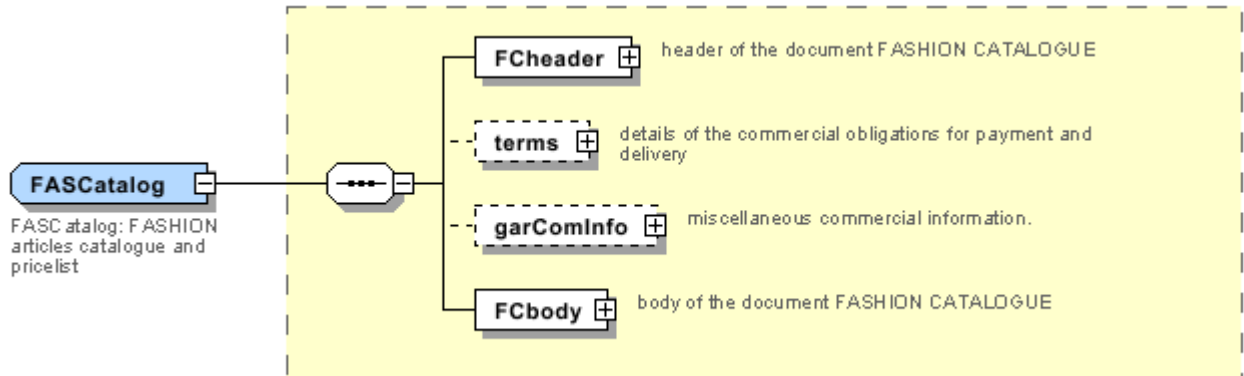 FCheader
header of the document FASHION CATALOGUE
terms
details of the commercial obligations for payment and
delivery
FASCatalog
FASCatalog: FASHION
articles catalogue and
pricelist
garComInfo
miscellaneous commercial information.
FCbody
body of the document FASHION CATALOGUE